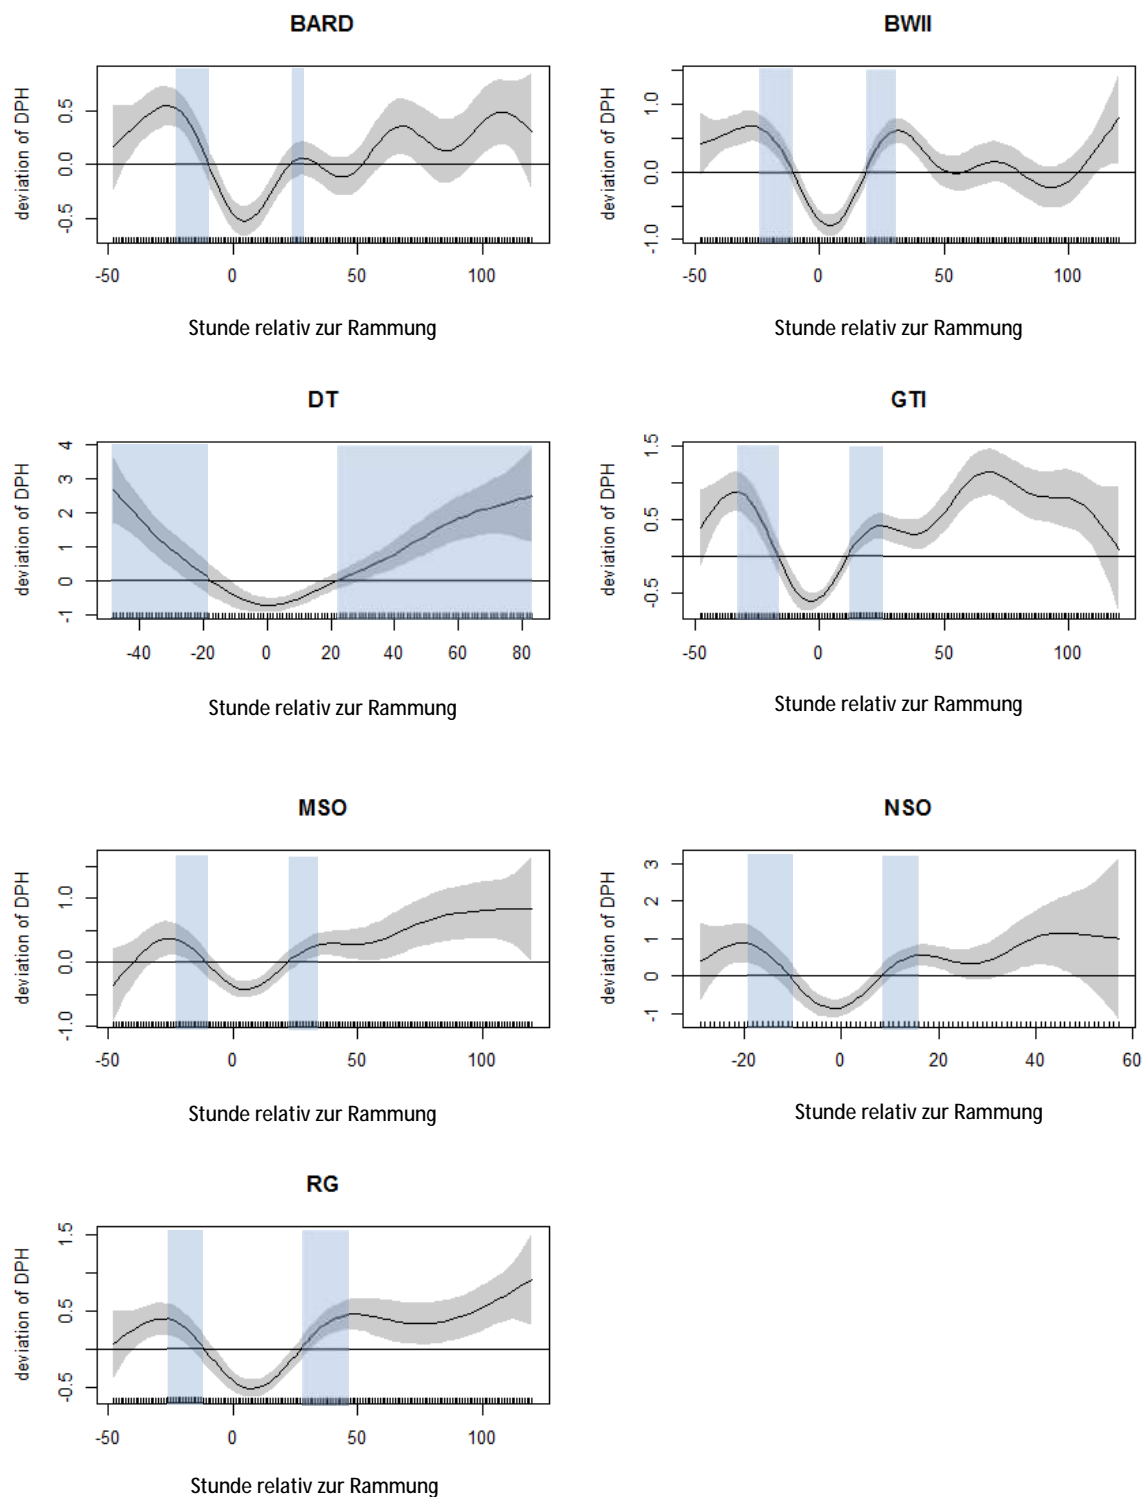 BARD
deviation of DPH
0.5
0.0
-0.5
-50 0 50 100
Stunde relativ zur Rammung
BWII
deviation of DPH
1.0
0.0
-1.0
-50 0 50 100
Stunde relativ zur Rammung
DT
deviation of DPH
4
3
2
1
0
-1
-40 -20 0 20 40 60 80
Stunde relativ zur Rammung
GTI
deviation of DPH
1.5
0.5
-0.5
-50 0 50 100
Stunde relativ zur Rammung
MSO
deviation of DPH
1.0
0.0
-1.0
-50 0 50 100
Stunde relativ zur Rammung
NSO
deviation of DPH
3
2
1
0
-1
-20 0 20 40 60
Stunde relativ zur Rammung
RG
deviation of DPH
1.5
0.5
-0.5
-50 0 50 100
Stunde relativ zur Rammung